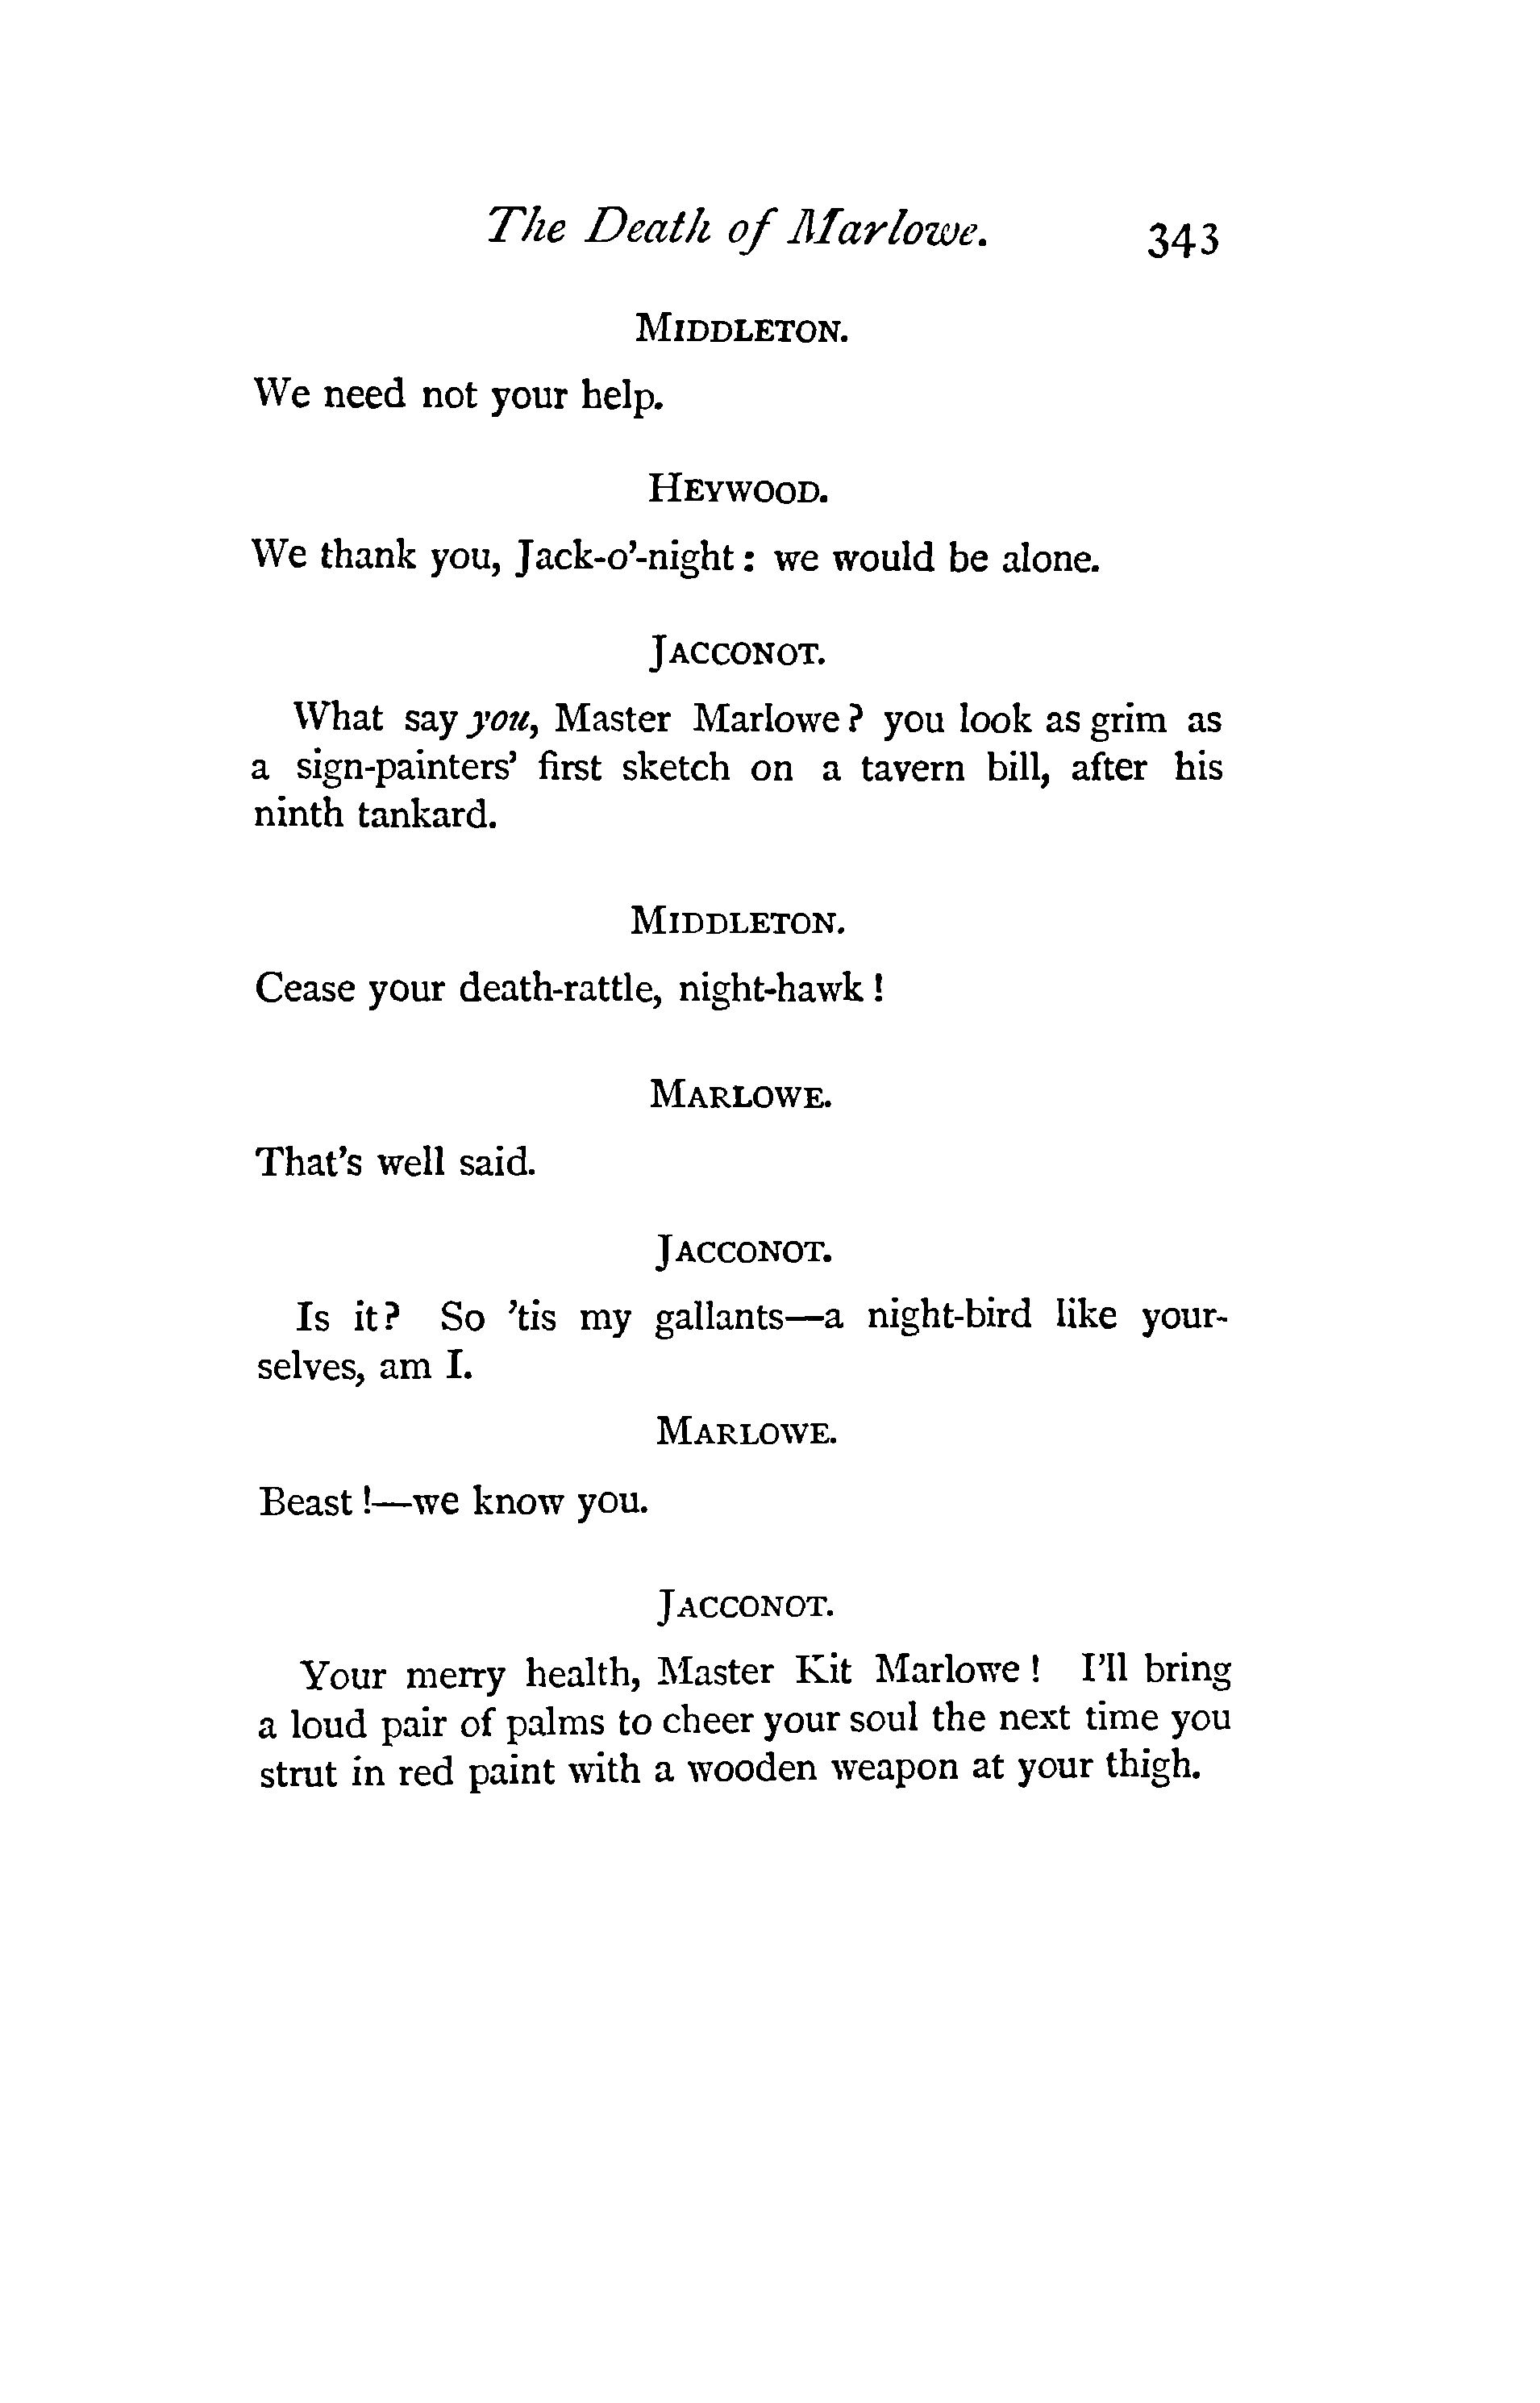 The Death of Marlowe. 343
MIDDLETON.
We need not your help.
HEYWOOD.
We thank you, Jack-o’-night : we would be alone.
JACCONOT.
What say you, Master Marlowe ? you look as grim as
a sign-painters’ first sketch on a tavern bill, after his
ninth tankard.
MIDDLETON.
Cease your death-rattle, night-hawk !
MARLOWE.
That’s well said.
JACCONOT.
Is it ? So ’tis my gallants—a night-bird like your-
selves, am I.
MARLOWE.
Beast !—we know you.
JACCONOT.
Your merry health, Master Kit Marlowe ! I’ll bring
a loud pair of palms to cheer your soul the next time you
strut in red paint with a wooden weapon at your thigh.